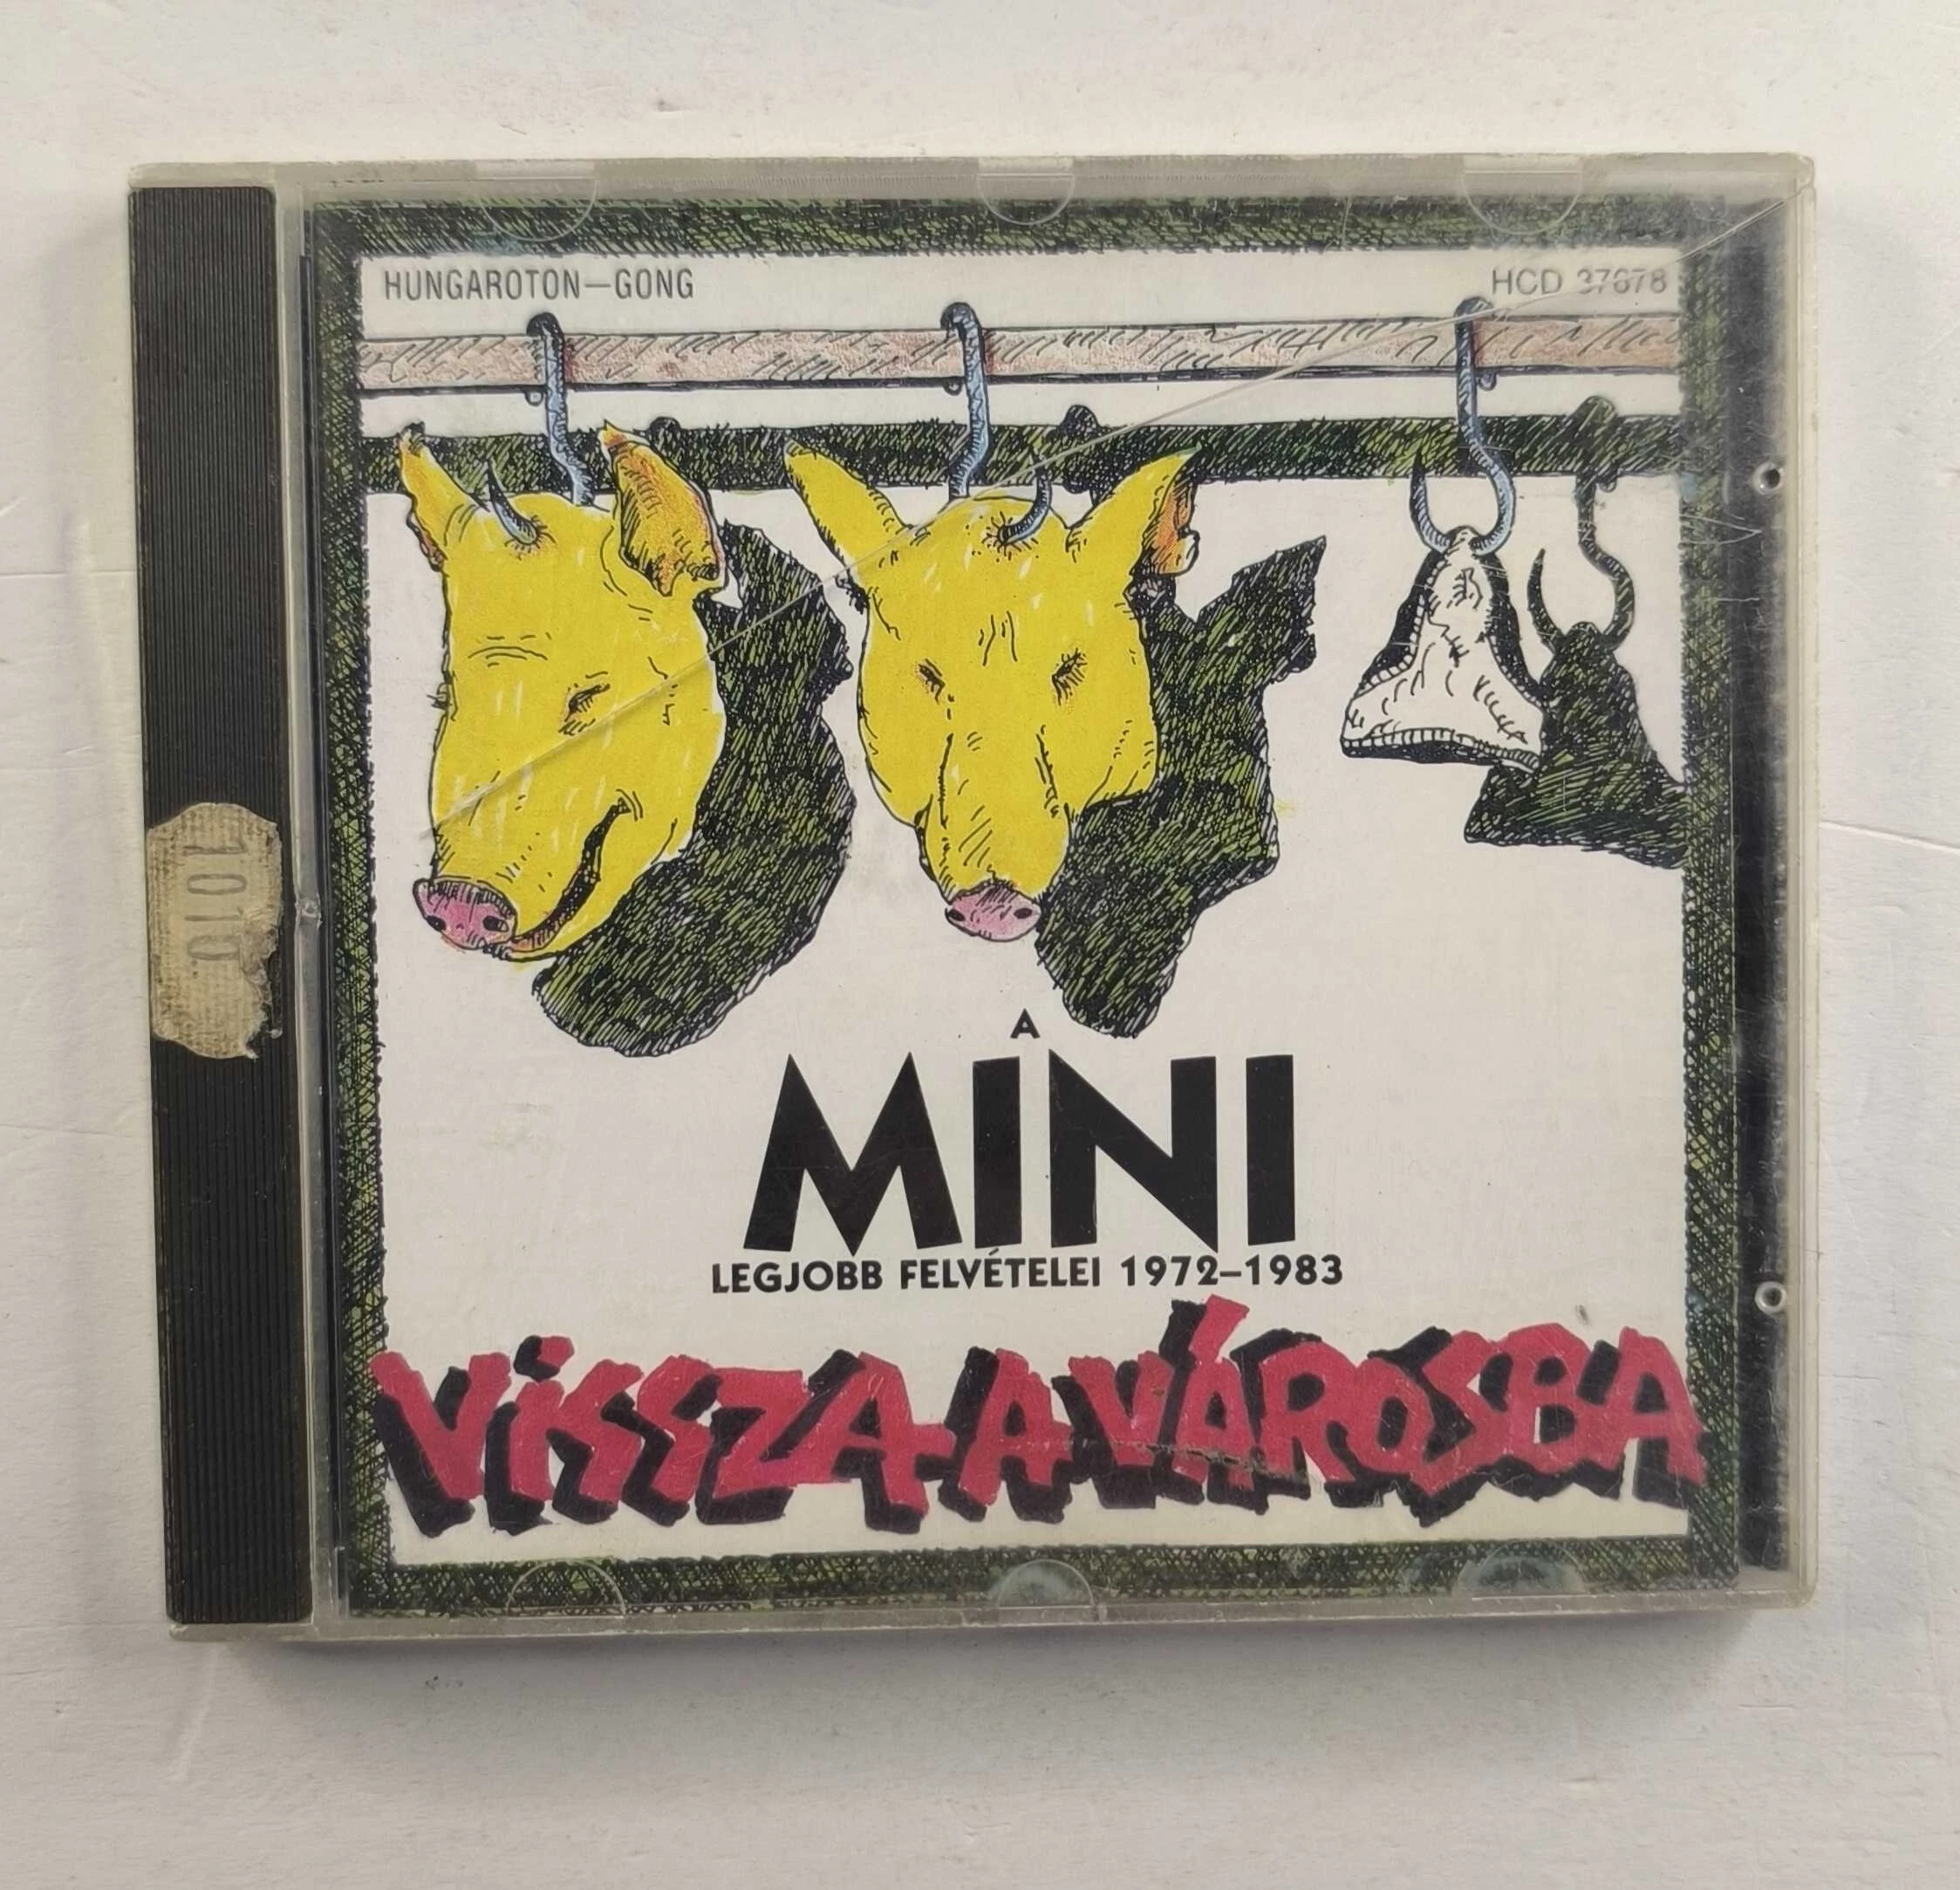 HUNGAROTON–GONG
HCD 37678
A
MINI
LEGJOBB FELVÉTELEI 1972–1983
VISSZA A VÁROSBA
1010.